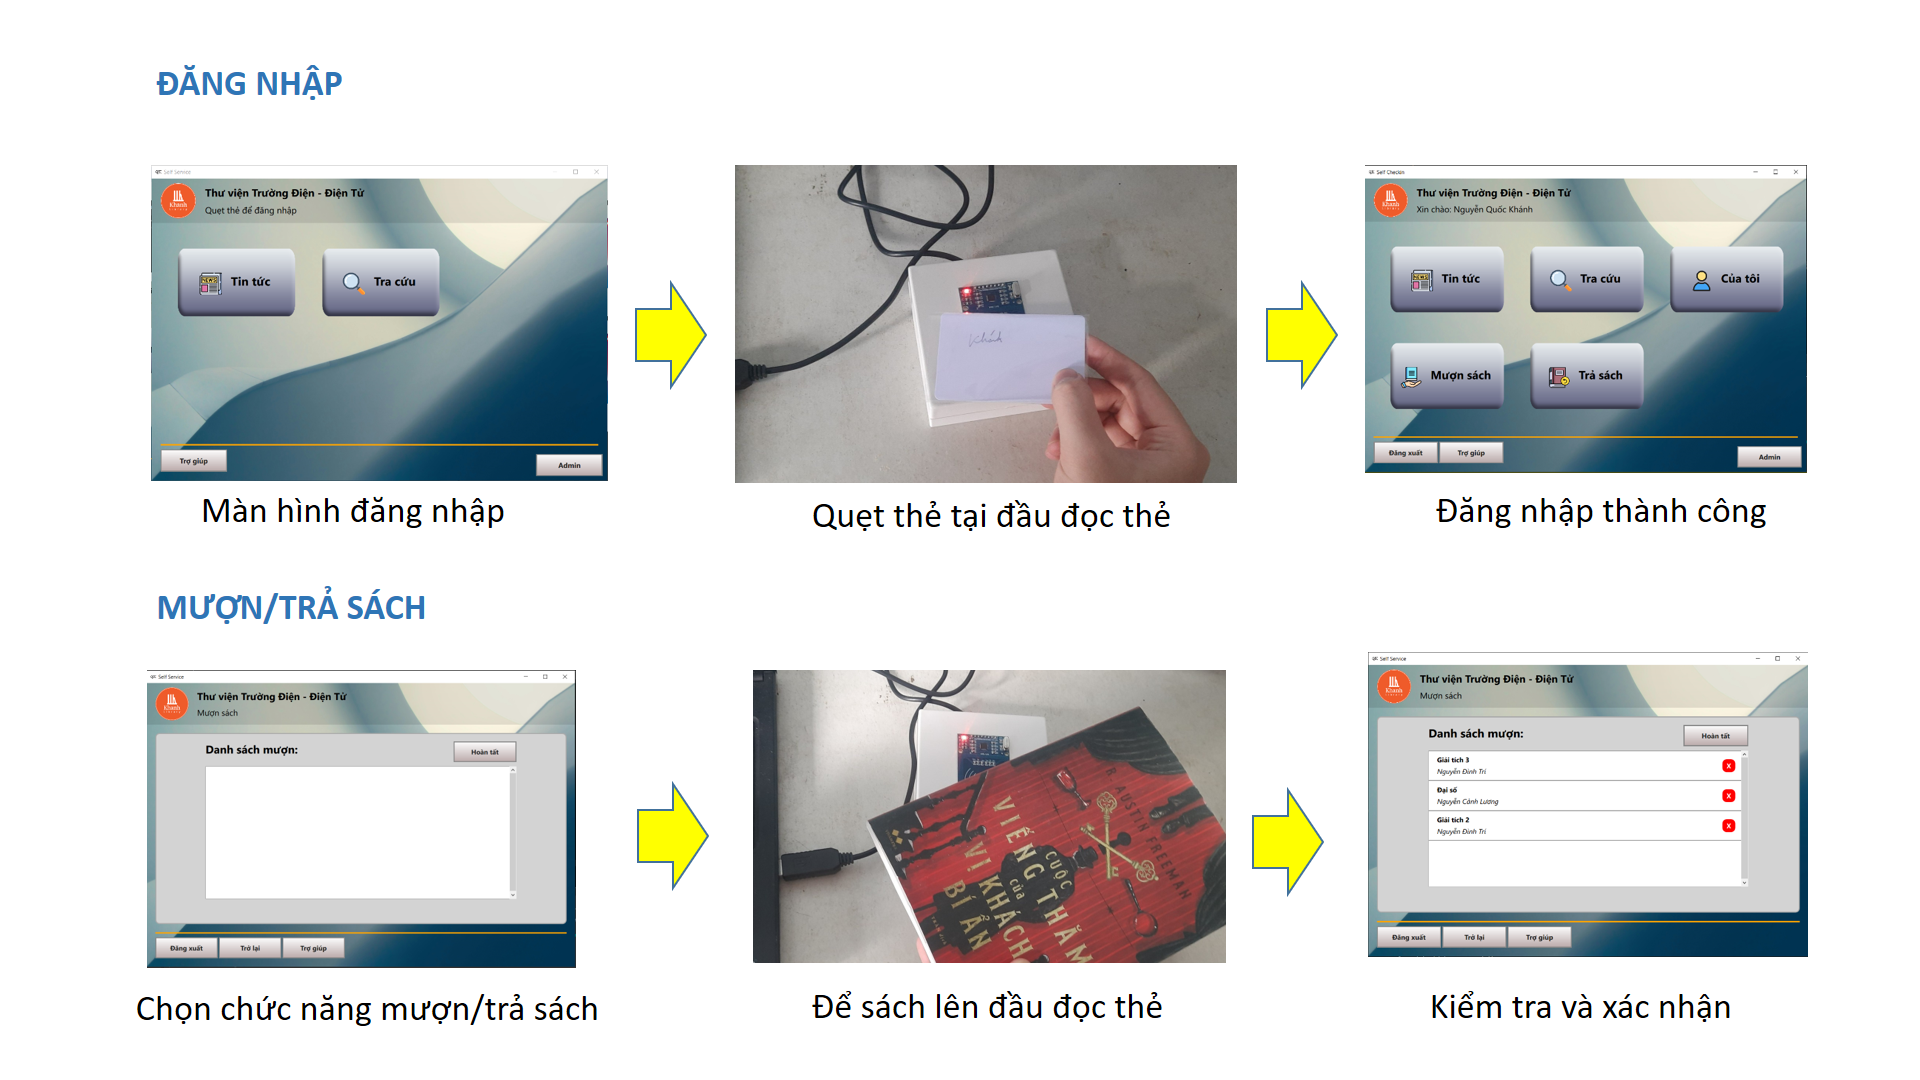 ĐĂNG NHẬP
Self Service
Khanh
Thư viện Trường Điện - Điện Tử
Quẹt thẻ để đăng nhập
Tin tức
Tra cứu
Trợ giúp
Admin
Màn hình đăng nhập
Khánh
Quẹt thẻ tại đầu đọc thẻ
Self Checkin
Khanh
Thư viện Trường Điện - Điện Tử
Xin chào: Nguyễn Quốc Khánh
Tin tức
Tra cứu
Của tôi
Mượn sách
Trả sách
Đăng xuất
Trợ giúp
Admin
Đăng nhập thành công
MƯỢN/TRẢ SÁCH
Self Service
Khanh
Thư viện Trường Điện - Điện Tử
Mượn sách
Danh sách mượn:
Hoàn tất
Đăng xuất
Trở lại
Trợ giúp
Chọn chức năng mượn/trả sách
R AUSTIN FREEMAN
CUỘC
VIẾNG THĂM
của
VỊ KHÁCH
BÍ ẨN
Để sách lên đầu đọc thẻ
Self Service
Khanh
Thư viện Trường Điện - Điện Tử
Mượn sách
Danh sách mượn:
Hoàn tất
Giải tích 3
Nguyễn Đình Trí
X
Đại số
Nguyễn Cảnh Lương
X
Giải tích 2
Nguyễn Đình Trí
X
Đăng xuất
Trở lại
Trợ giúp
Kiểm tra và xác nhận